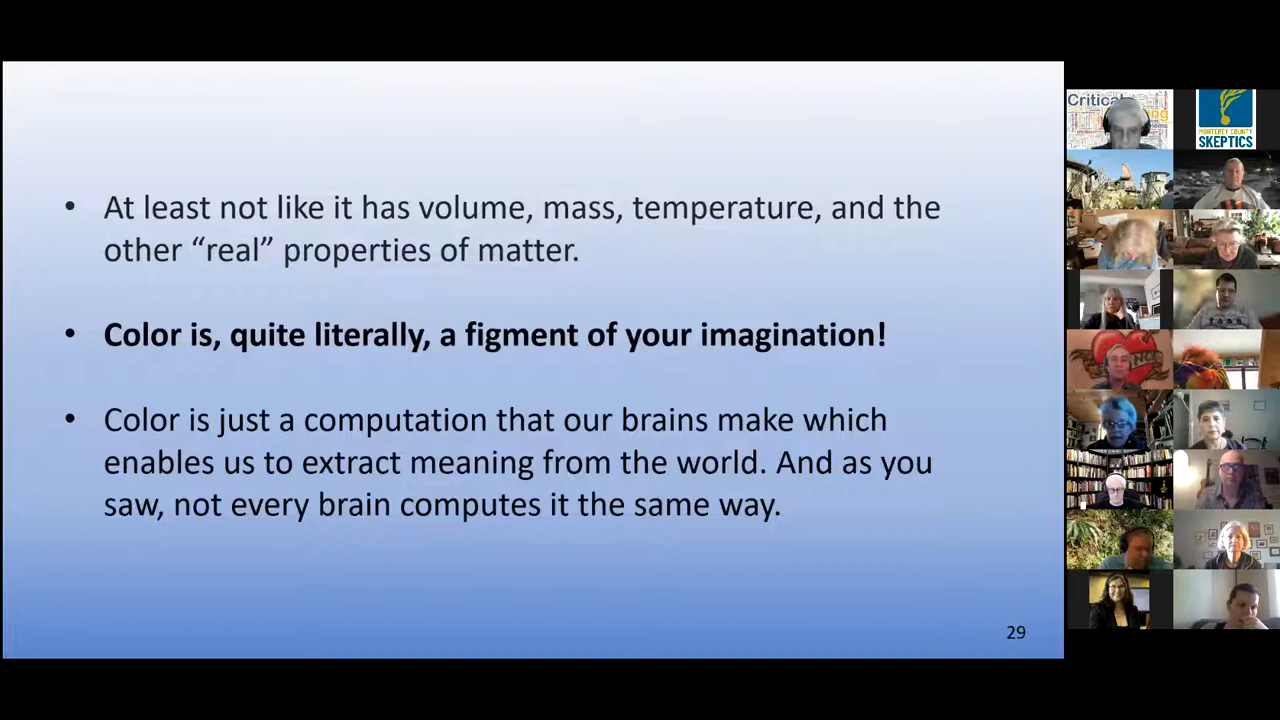 • At least not like it has volume, mass, temperature, and the
other “real” properties of matter.
• Color is, quite literally, a figment of your imagination!
• Color is just a computation that our brains make which
enables us to extract meaning from the world. And as you
saw, not every brain computes it the same way.
29
Critical
MONTEREY COUNTY
SKEPTICS